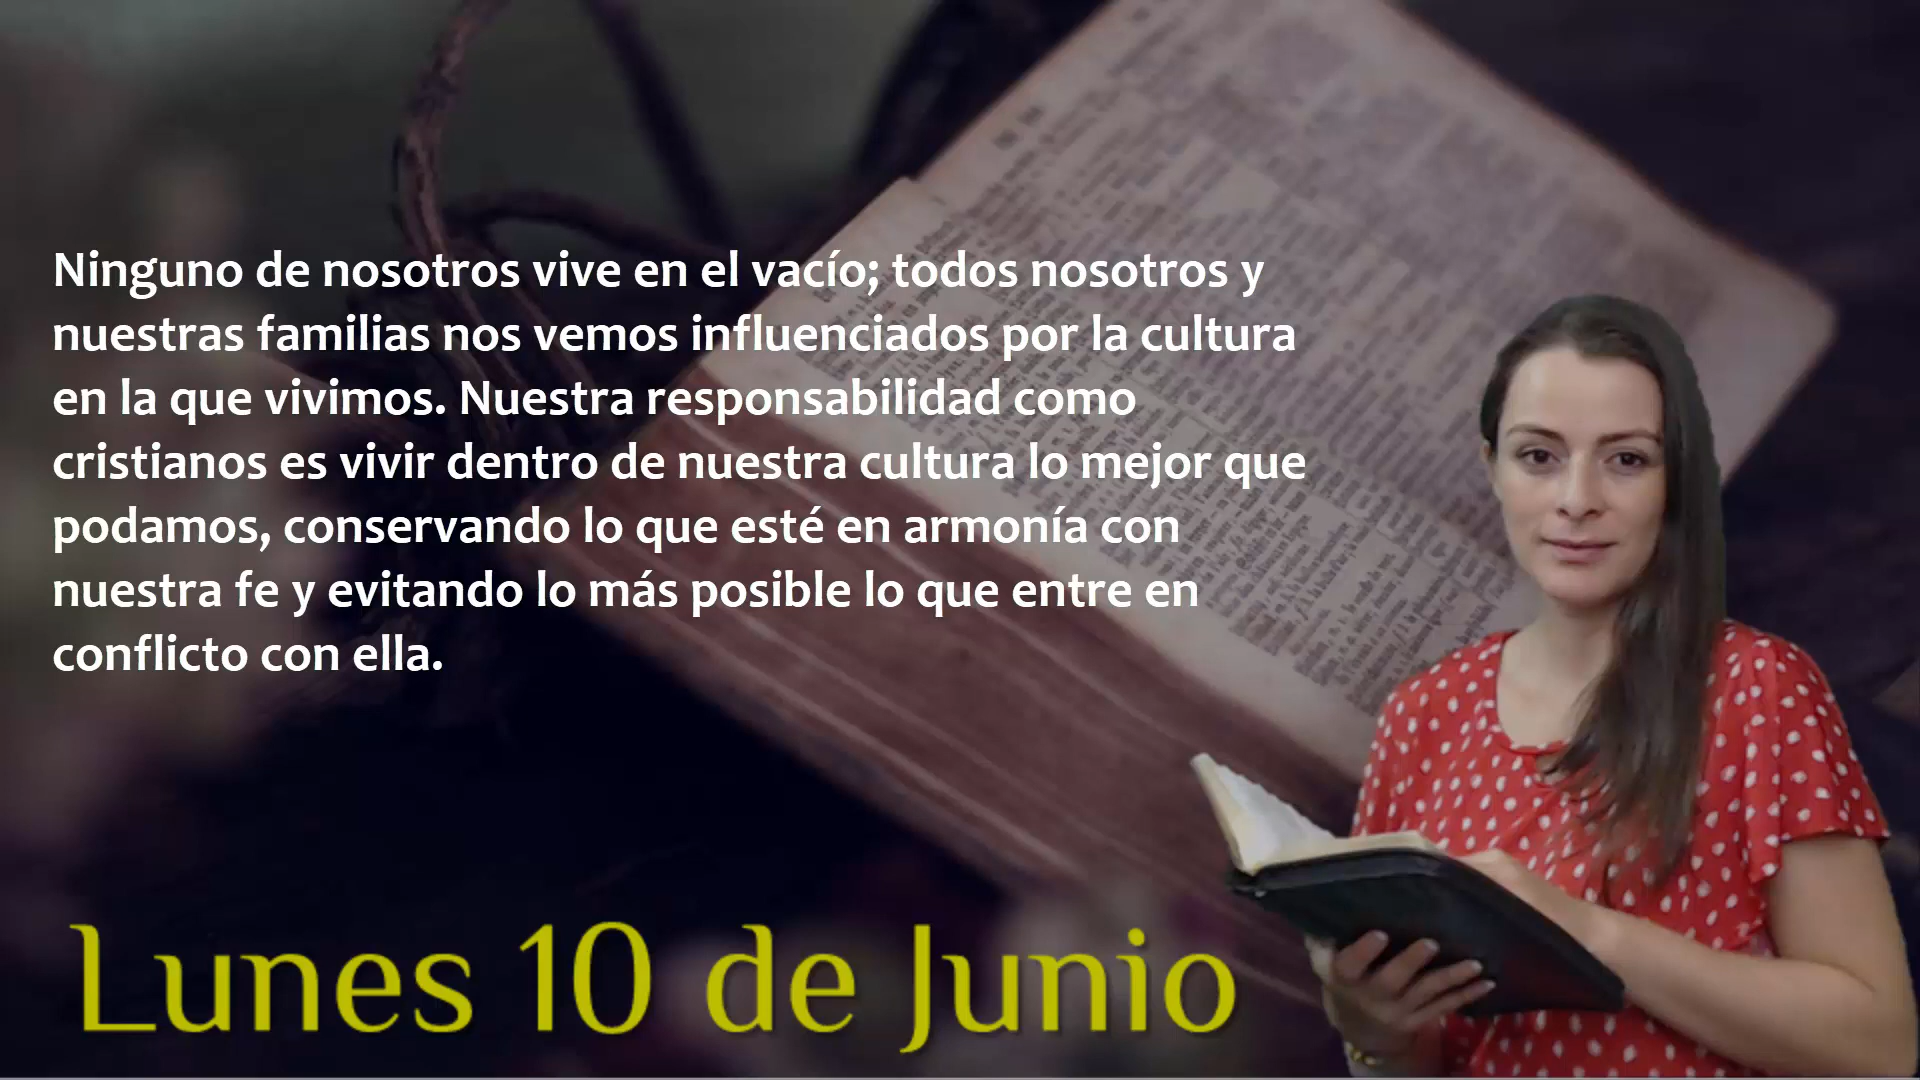 Ninguno de nosotros vive en el vacío; todos nosotros y
nuestras familias nos vemos influenciados por la cultura
en la que vivimos. Nuestra responsabilidad como
cristianos es vivir dentro de nuestra cultura lo mejor que
podamos, conservando lo que esté en armonía con
nuestra fe y evitando lo más posible lo que entre en
conflicto con ella.
Lunes 10 de Junio